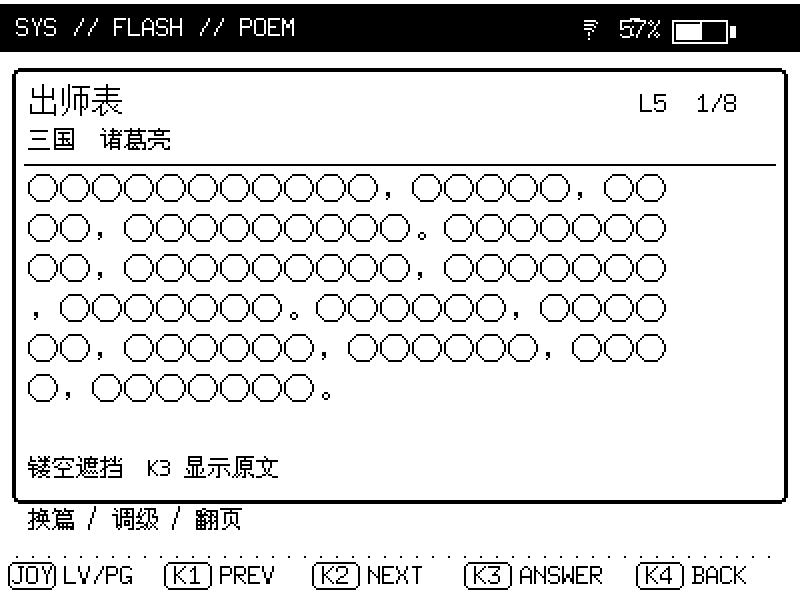 SYS // FLASH // POEM 57%
出师表 L5 1/8
三国 诸葛亮
○○○○○○○○○○○，○○○○○，○○
○○，○○○○○○○○○。○○○○○○○
○○，○○○○○○○○○，○○○○○○○
，○○○○○○○。○○○○○○，○○○○
○○，○○○○○○，○○○○○○，○○○
○，○○○○○○○。
镂空遮挡 K3 显示原文
换篇 / 调级 / 翻页
JOY LV/PG K1 PREV K2 NEXT K3 ANSWER K4 BACK